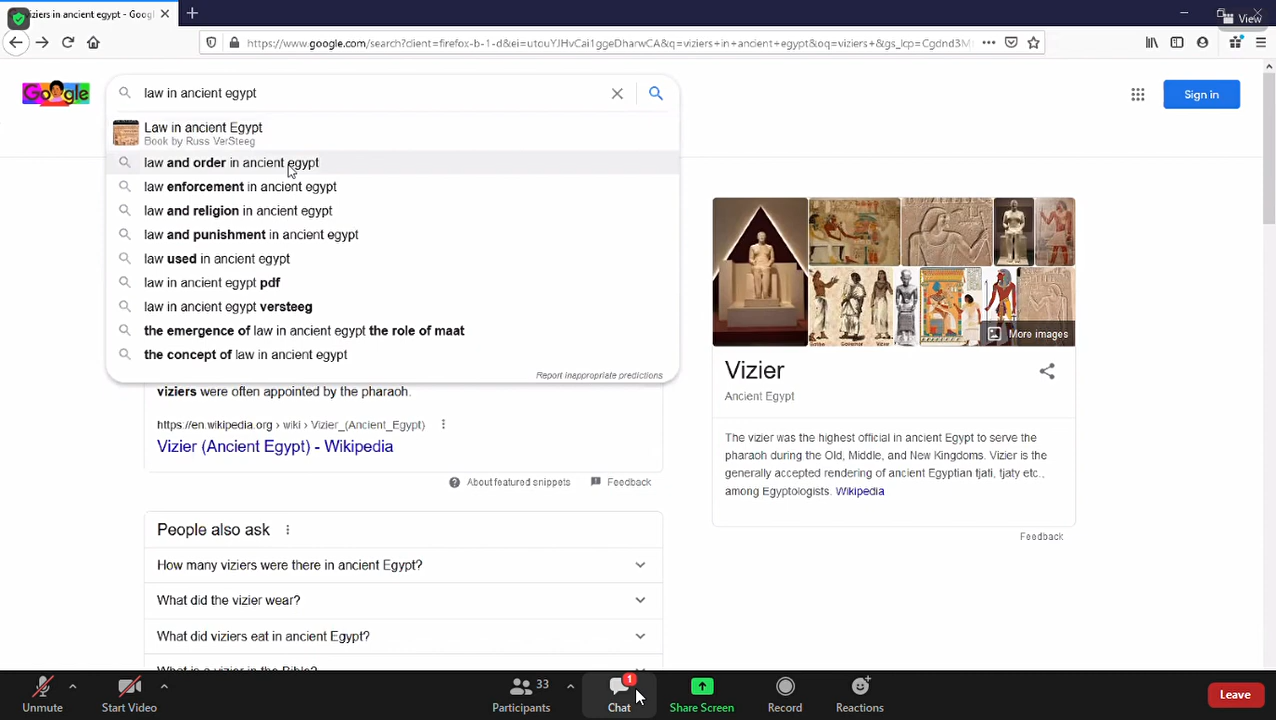 viziers in ancient egypt - Goog
View
https://www.google.com/search?client=firefox-b-1-d&ei=
&q=viziers+in+ancient+egypt&oq=viziers+&gs_lcp=
Google
law in ancient egypt
Sign in
Law in ancient Egypt
Book by Russ VerSteeg
law and order in ancient egypt
law enforcement in ancient egypt
law and religion in ancient egypt
law and punishment in ancient egypt
law used in ancient egypt
law in ancient egypt pdf
law in ancient egypt versteeg
the emergence of law in ancient egypt the role of maat
the concept of law in ancient egypt
Report inappropriate predictions
viziers were often appointed by the pharaoh.
https://en.wikipedia.org › wiki › Vizier_(Ancient_Egypt)
Vizier (Ancient Egypt) - Wikipedia
About featured snippets
Feedback
People also ask
How many viziers were there in ancient Egypt?
What did the vizier wear?
What did viziers eat in ancient Egypt?
What is a vizier in the Bible?
More images
Vizier
Ancient Egypt
The vizier was the highest official in ancient Egypt to serve the
pharaoh during the Old, Middle, and New Kingdoms. Vizier is the
generally accepted rendering of ancient Egyptian tjati, tjaty etc.,
among Egyptologists. Wikipedia
Feedback
Unmute
Start Video
33
Participants
1
Chat
Share Screen
Record
Reactions
Leave